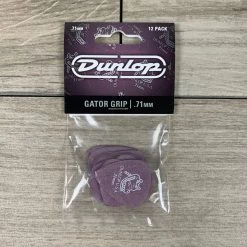 .71MM 12 PACK
Dunlop
GATOR GRIP | .71MM